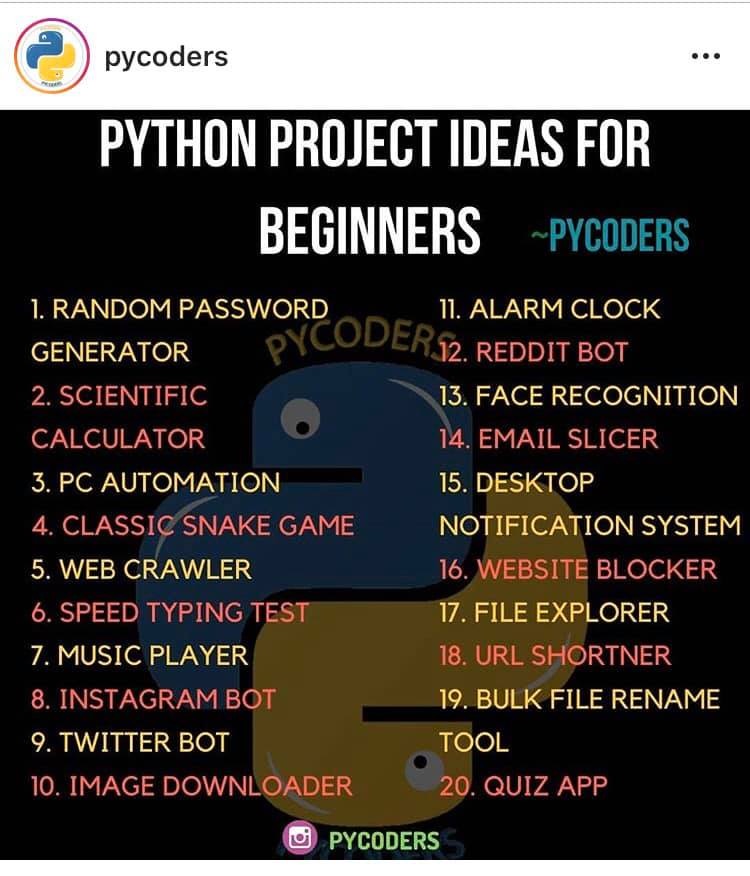 pycoders
PYTHON PROJECT IDEAS FOR
BEGINNERS ~PYCODERS
1. RANDOM PASSWORD
GENERATOR
2. SCIENTIFIC
CALCULATOR
3. PC AUTOMATION
4. CLASSIC SNAKE GAME
5. WEB CRAWLER
6. SPEED TYPING TEST
7. MUSIC PLAYER
8. INSTAGRAM BOT
9. TWITTER BOT
10. IMAGE DOWNLOADER
11. ALARM CLOCK
12. REDDIT BOT
13. FACE RECOGNITION
14. EMAIL SLICER
15. DESKTOP
NOTIFICATION SYSTEM
16. WEBSITE BLOCKER
17. FILE EXPLORER
18. URL SHORTNER
19. BULK FILE RENAME
TOOL
20. QUIZ APP
PYCODERS
PYCODERS